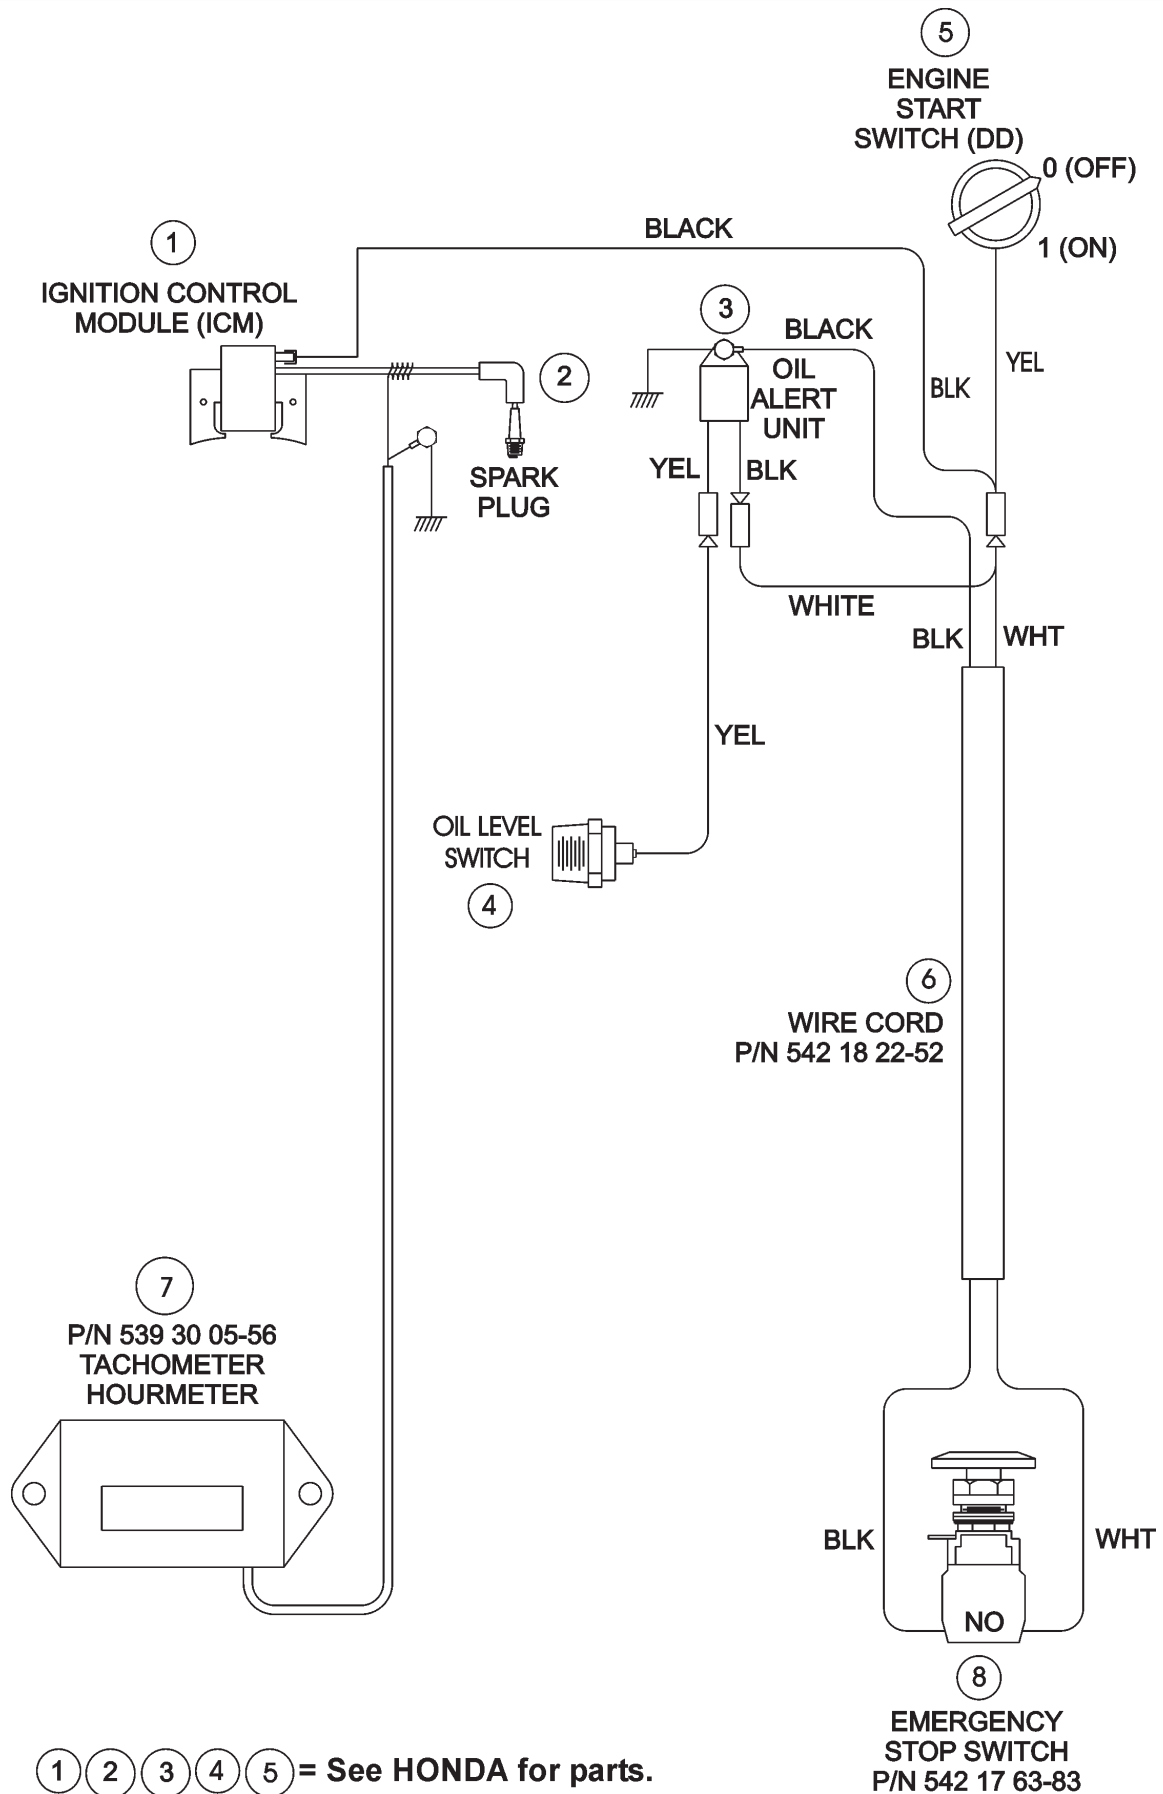 5
ENGINE
START
SWITCH (DD)
0 (OFF)
1 (ON)
BLACK
1
IGNITION CONTROL
MODULE (ICM)
3
BLACK
OIL
ALERT
UNIT
YEL
BLK
2
SPARK
PLUG
YEL
BLK
WHITE
BLK
WHT
YEL
OIL LEVEL
SWITCH
4
6
WIRE CORD
P/N 542 18 22-52
7
P/N 539 30 05-56
TACHOMETER
HOURMETER
BLK
WHT
NO
8
EMERGENCY
STOP SWITCH
P/N 542 17 63-83
1 2 3 4 5 = See HONDA for parts.